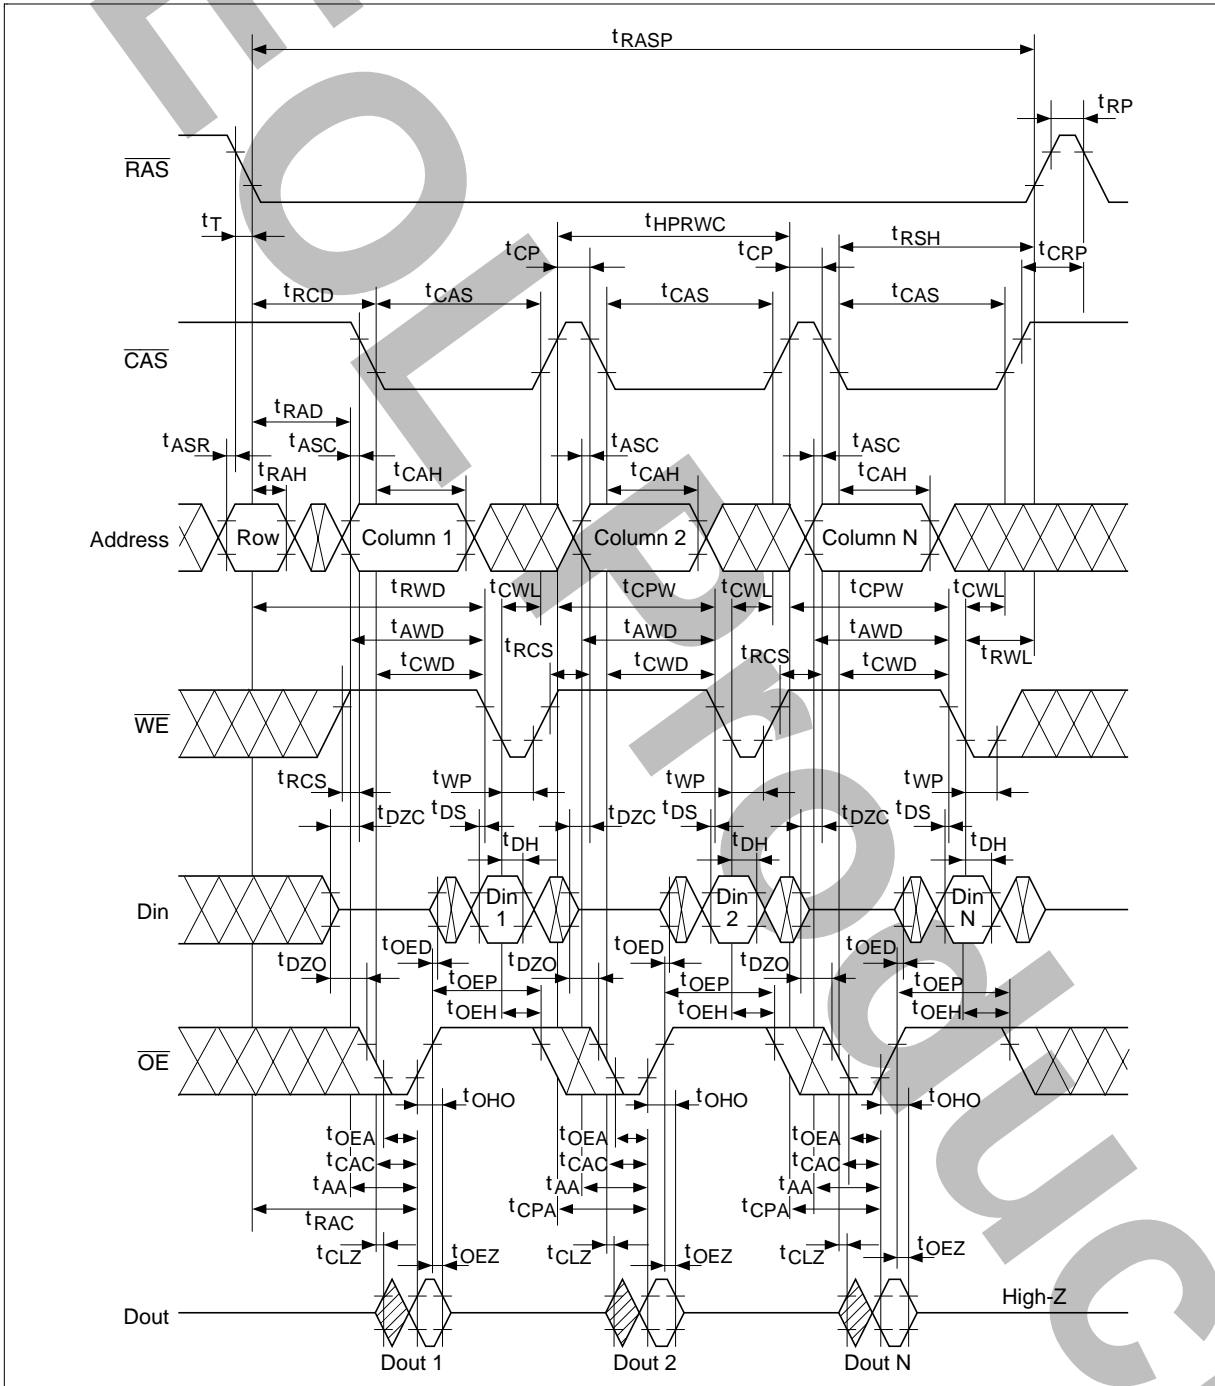 EOL Product
tRASP
tRP
RAS
tT
tHPRWC
tRSH
tCP
tCP
tCRP
tRCD
tCAS
tCAS
tCAS
CAS
tRAD
tASR
tASC
tASC
tASC
tRAH
tCAH
tCAH
tCAH
Address
Row
Column 1
Column 2
Column N
tRWD
tCWL
tCPW
tCWL
tCPW
tCWL
tAWD
tAWD
tAWD
tRCS
tRCS
tRWL
tCWD
tCWD
tCWD
WE
tRCS
tWP
tWP
tWP
tDZC
tDS
tDZC
tDS
tDZC
tDS
tDH
tDH
tDH
Din
Din 1
Din 2
Din N
tOED
tOED
tOED
tDZO
tDZO
tDZO
tOEP
tOEP
tOEP
tOEH
tOEH
tOEH
OE
tOHO
tOHO
tOHO
tOEA
tOEA
tOEA
tCAC
tCAC
tCAC
tAA
tAA
tAA
tRAC
tCPA
tCPA
tCLZ
tOEZ
tCLZ
tOEZ
tCLZ
tOEZ
Dout
High-Z
Dout 1
Dout 2
Dout N